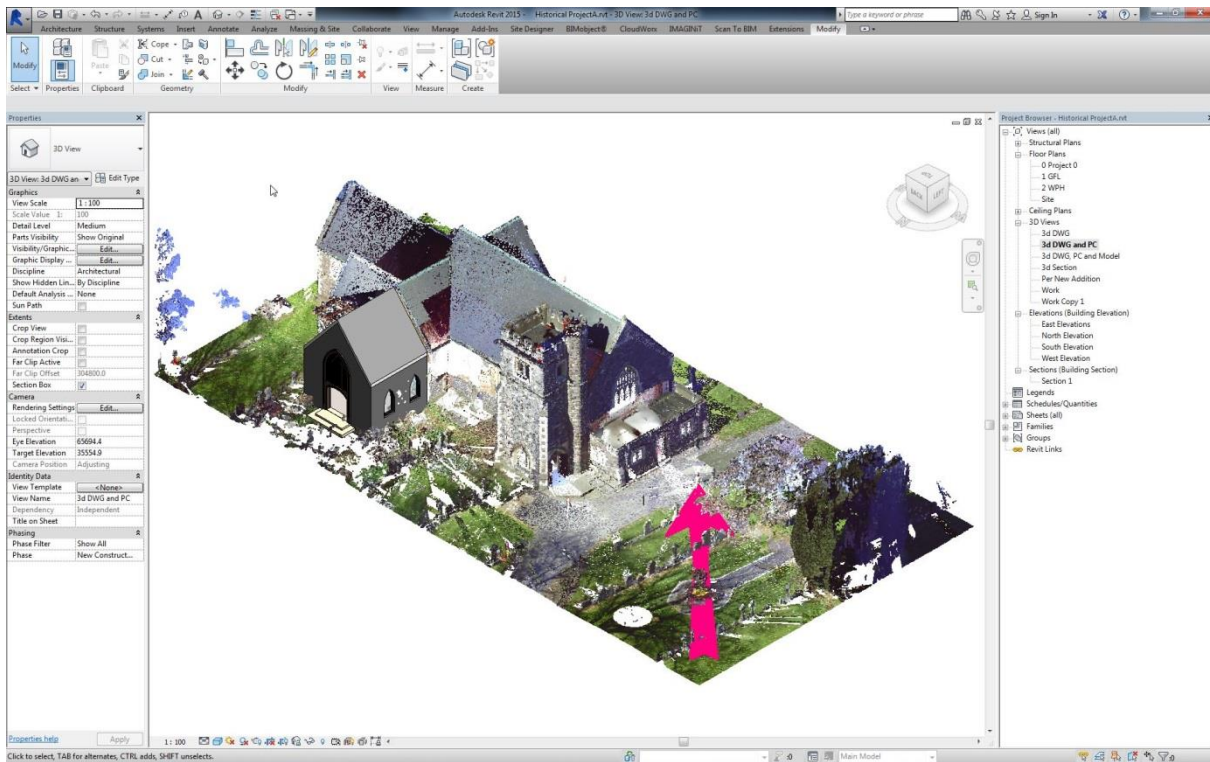 Autodesk Revit 2015 - Historical ProjectA.rvt - 3D View: 3d DWG and PC
Type a keyword or phrase
Sign In
Architecture Structure Systems Insert Annotate Analyze Massing & Site Collaborate View Manage Add-Ins Site Designer BIMobject® CloudWorx IMAGINiT Scan To BIM Extensions Modify
Modify
Paste
Cope
Cut
Join
Select Properties Clipboard Geometry Modify View Measure Create
Properties
3D View
3D View: 3d DWG an
Edit Type
Graphics
View Scale 1 : 100
Scale Value 1: 100
Detail Level Medium
Parts Visibility Show Original
Visibility/Graphic... Edit...
Graphic Display ... Edit...
Discipline Architectural
Show Hidden Lin... By Discipline
Default Analysis ... None
Sun Path
Extents
Crop View
Crop Region Visi...
Annotation Crop
Far Clip Active
Far Clip Offset 304800.0
Section Box
Camera
Rendering Settings Edit...
Locked Orientati...
Perspective
Eye Elevation 65694.4
Target Elevation 35554.9
Camera Position Adjusting
Identity Data
View Template <None>
View Name 3d DWG and PC
Dependency Independent
Title on Sheet
Phasing
Phase Filter Show All
Phase New Construct...
Properties help
Apply
BACK
LEFT
Project Browser - Historical ProjectA.rvt
Views (all)
Structural Plans
Floor Plans
0 Project 0
1 GFL
2 WPH
Site
Ceiling Plans
3D Views
3d DWG
3d DWG and PC
3d DWG, PC and Model
3d Section
Per New Addition
Work
Work Copy 1
Elevations (Building Elevation)
East Elevations
North Elevation
South Elevation
West Elevation
Sections (Building Section)
Section 1
Legends
Schedules/Quantities
Sheets (all)
Families
Groups
Revit Links
1 : 100
Click to select, TAB for alternates, CTRL adds, SHIFT unselects.
:0
Main Model
:0